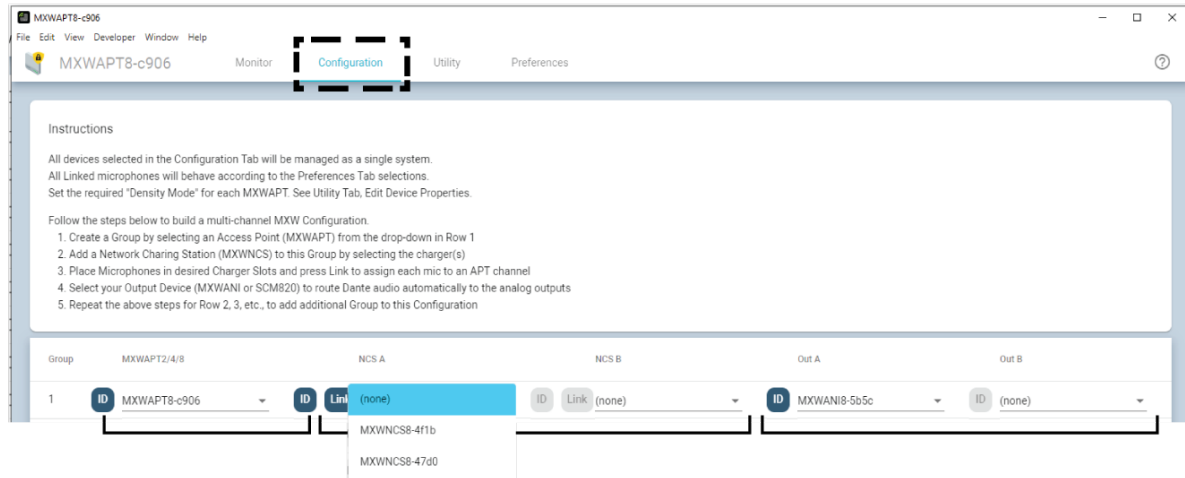 MXWAPT8-c906
File Edit View Developer Window Help
MXWAPT8-c906 Monitor Configuration Utility Preferences
Instructions
All devices selected in the Configuration Tab will be managed as a single system.
All Linked microphones will behave according to the Preferences Tab selections.
Set the required "Density Mode" for each MXWAPT. See Utility Tab, Edit Device Properties.
Follow the steps below to build a multi-channel MXW Configuration.
1. Create a Group by selecting an Access Point (MXWAPT) from the drop-down in Row 1
2. Add a Network Charing Station (MXWNCS) to this Group by selecting the charger(s)
3. Place Microphones in desired Charger Slots and press Link to assign each mic to an APT channel
4. Select your Output Device (MXWANI or SCM820) to route Dante audio automatically to the analog outputs
5. Repeat the above steps for Row 2, 3, etc., to add additional Group to this Configuration
Group MXWAPT2/4/8 NCS A NCS B Out A Out B
1 ID MXWAPT8-c906 ID Link (none) ID Link (none) ID MXWANI8-5b5c ID (none)
MXWNCS8-4f1b
MXWNCS8-47d0